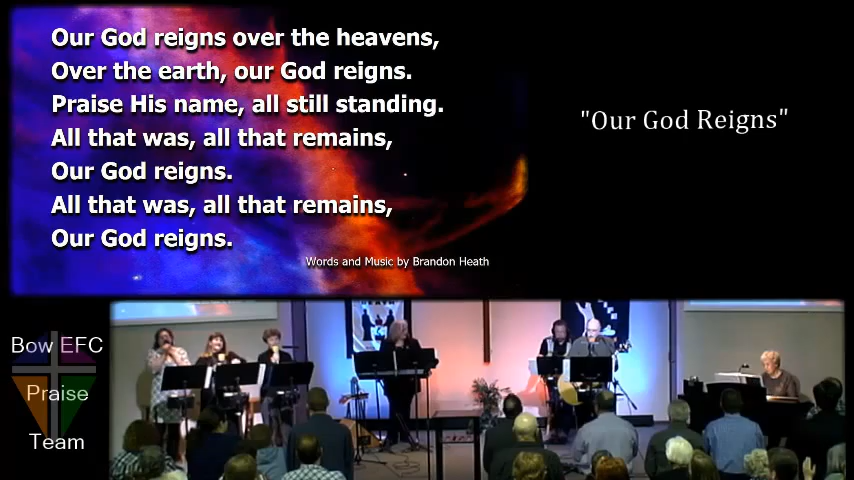 Our God reigns over the heavens,
Over the earth, our God reigns.
Praise His name, all still standing.
All that was, all that remains,
Our God reigns.
All that was, all that remains,
Our God reigns.
Words and Music by Brandon Heath
"Our God Reigns"
Bow EFC
Praise
Team